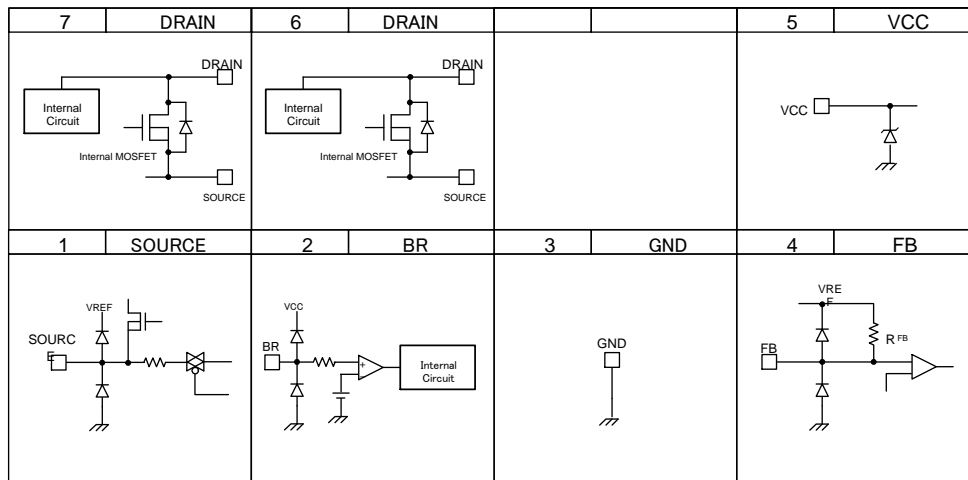 7 DRAIN 6 DRAIN 5 VCC
DRAIN
Internal
Circuit
Internal MOSFET
SOURCE
DRAIN
Internal
Circuit
Internal MOSFET
SOURCE
VCC
1 SOURCE 2 BR 3 GND 4 FB
VREF
SOURC
E
VCC
BR
+
-
Internal
Circuit
GND
VRE
F
R FB
FB